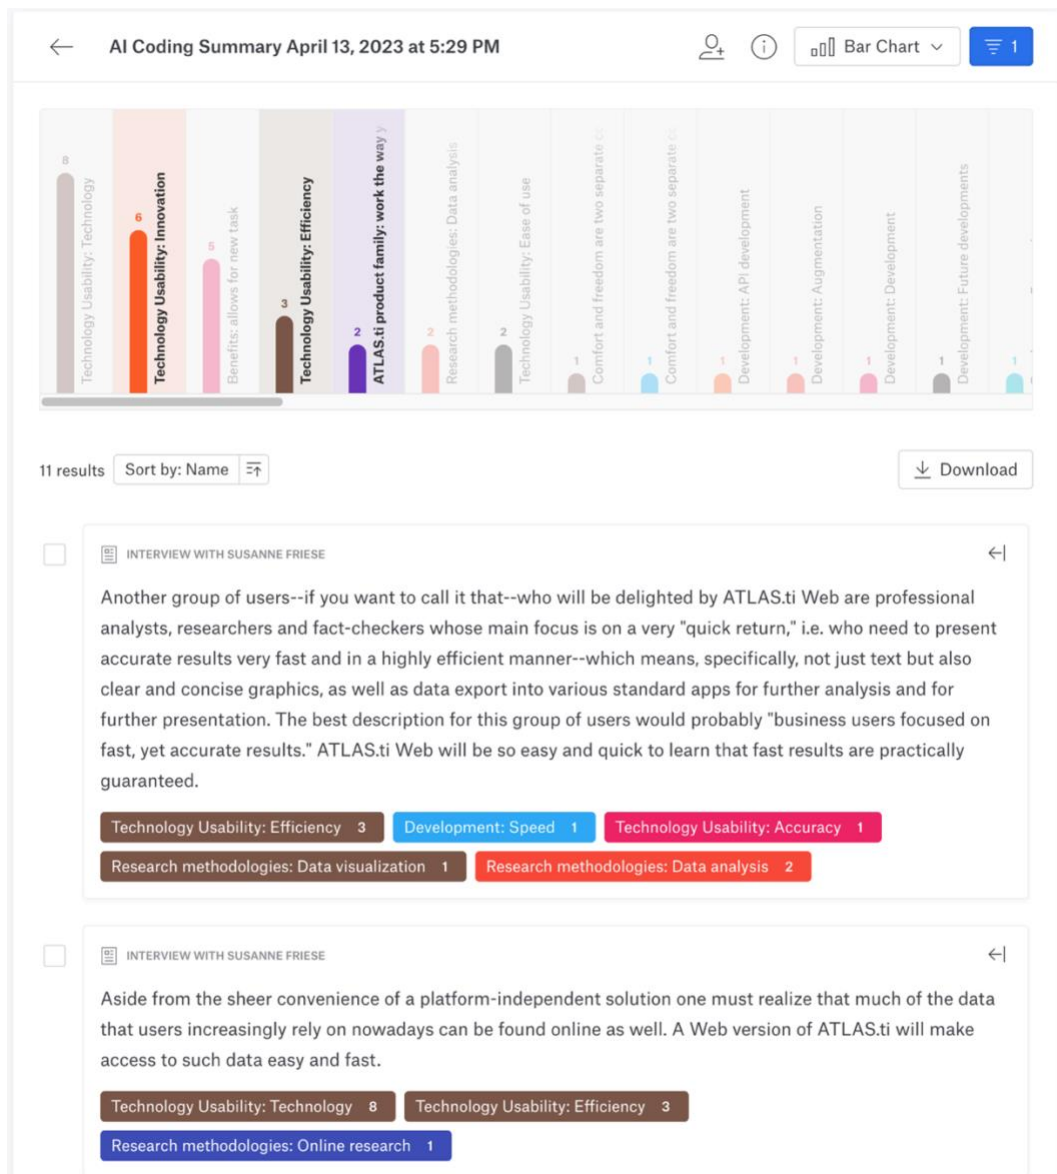 AI Coding Summary April 13, 2023 at 5:29 PM
Bar Chart
1
8
Technology Usability: Technology
6
Technology Usability: Innovation
5
Benefits: allows for new task
3
Technology Usability: Efficiency
2
ATLAS.ti product family: work the way y
2
Research methodologies: Data analysis
2
Technology Usability: Ease of use
1
Comfort and freedom are two separate co
1
Comfort and freedom are two separate co
1
Development: API development
1
Development: Augmentation
1
Development: Development
1
Development: Future developments
1
11 results
Sort by: Name
Download
INTERVIEW WITH SUSANNE FRIESE
Another group of users--if you want to call it that--who will be delighted by ATLAS.ti Web are professional
analysts, researchers and fact-checkers whose main focus is on a very "quick return," i.e. who need to present
accurate results very fast and in a highly efficient manner--which means, specifically, not just text but also
clear and concise graphics, as well as data export into various standard apps for further analysis and for
further presentation. The best description for this group of users would probably "business users focused on
fast, yet accurate results." ATLAS.ti Web will be so easy and quick to learn that fast results are practically
guaranteed.
Technology Usability: Efficiency 3 Development: Speed 1 Technology Usability: Accuracy 1
Research methodologies: Data visualization 1 Research methodologies: Data analysis 2
INTERVIEW WITH SUSANNE FRIESE
Aside from the sheer convenience of a platform-independent solution one must realize that much of the data
that users increasingly rely on nowadays can be found online as well. A Web version of ATLAS.ti will make
access to such data easy and fast.
Technology Usability: Technology 8 Technology Usability: Efficiency 3
Research methodologies: Online research 1